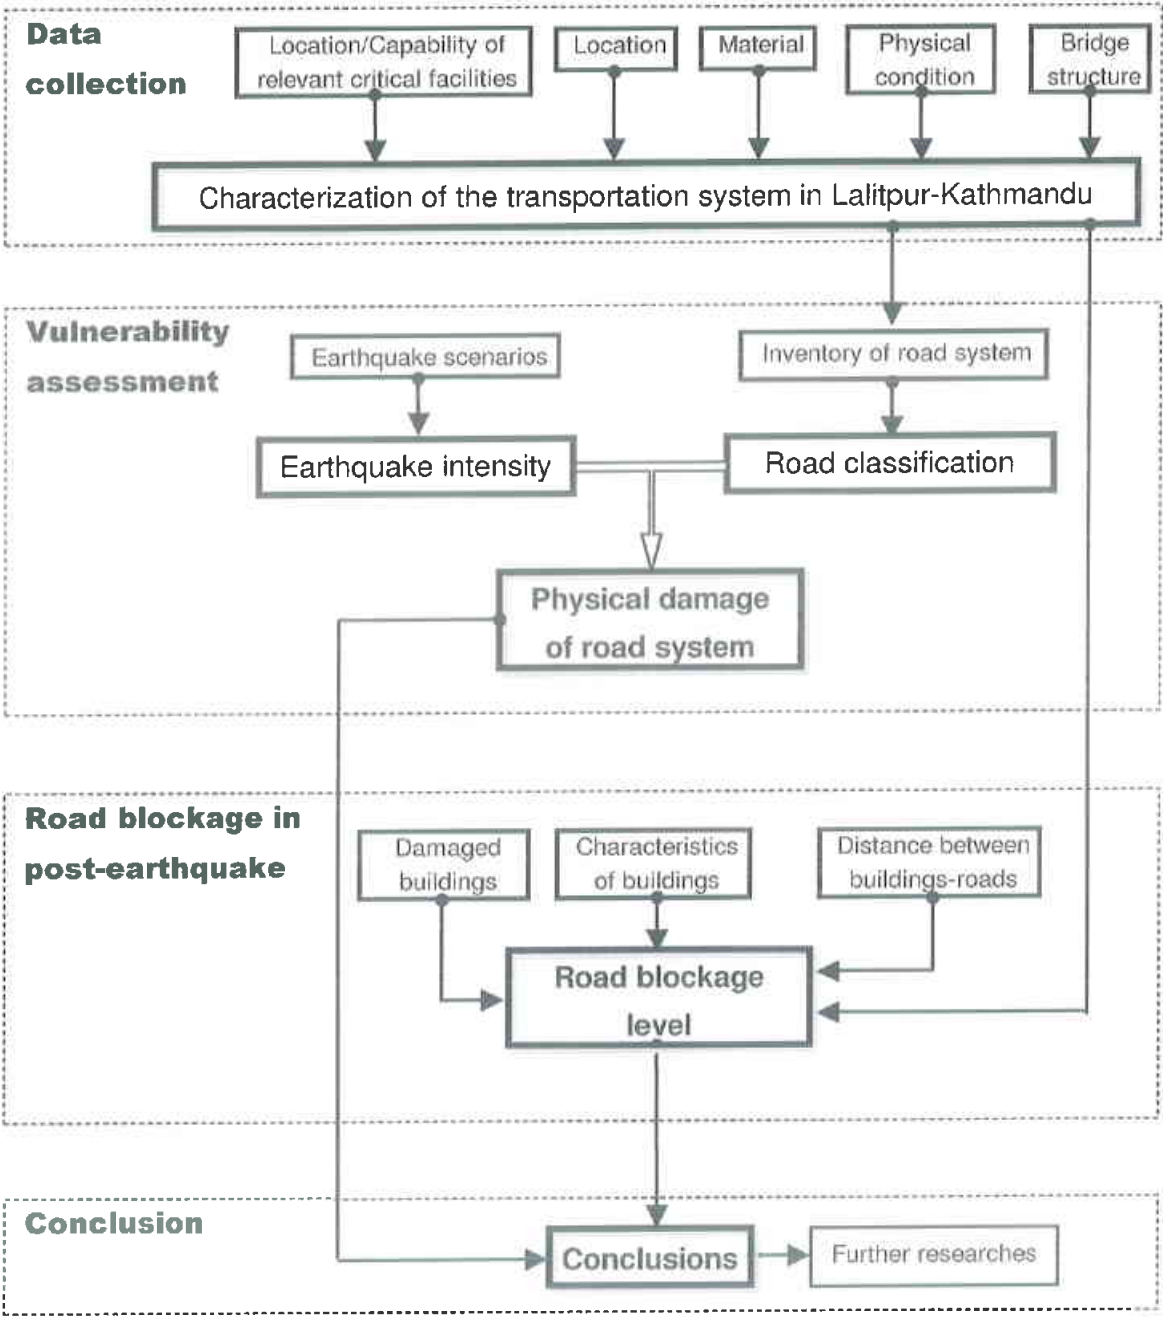 Data
collection
Location/Capability of
relevant critical facilities
Location
Material
Physical
condition
Bridge
structure
Characterization of the transportation system in Lalitpur-Kathmandu
Vulnerability
assessment
Earthquake scenarios
Inventory of road system
Earthquake intensity
Road classification
Physical damage
of road system
Road blockage in
post-earthquake
Damaged
buildings
Characteristics
of buildings
Distance between
buildings-roads
Road blockage
level
Conclusion
Conclusions
Further researches